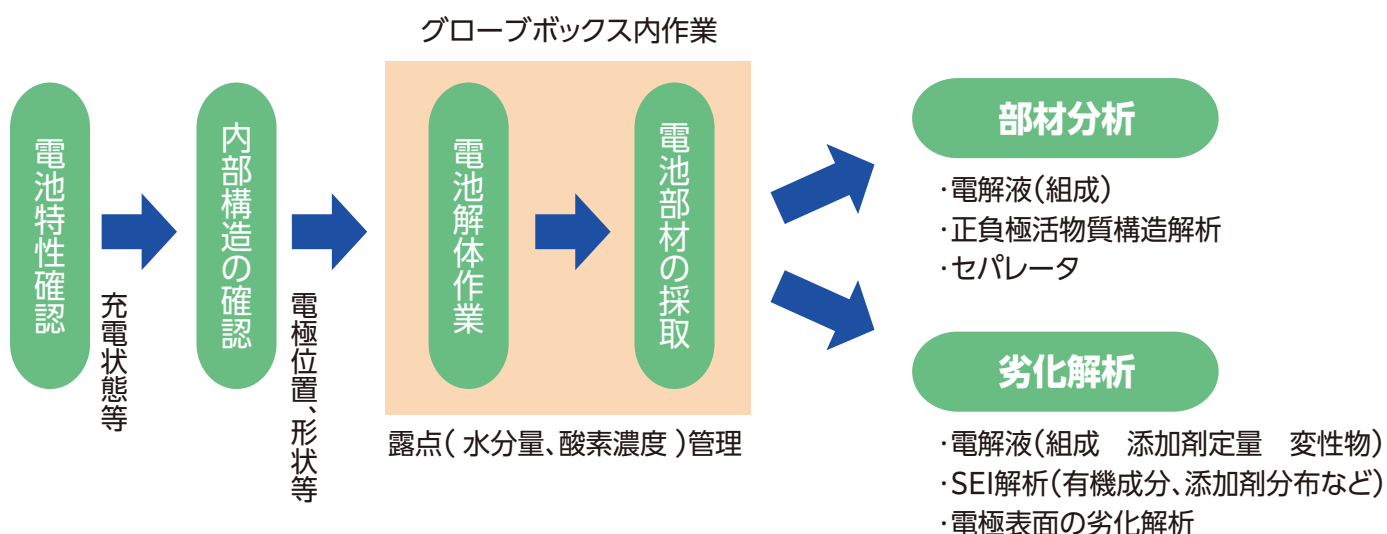 グローブボックス内作業
電池特性確認
充電状態等
内部構造の確認
電極位置、形状等
電池解体作業
電池部材の採取
露点( 水分量、酸素濃度 )管理
部材分析
・電解液(組成)
・正負極活物質構造解析
・セパレータ
劣化解析
・電解液(組成　添加剤定量　変性物)
・SEI解析(有機成分、添加剤分布など)
・電極表面の劣化解析